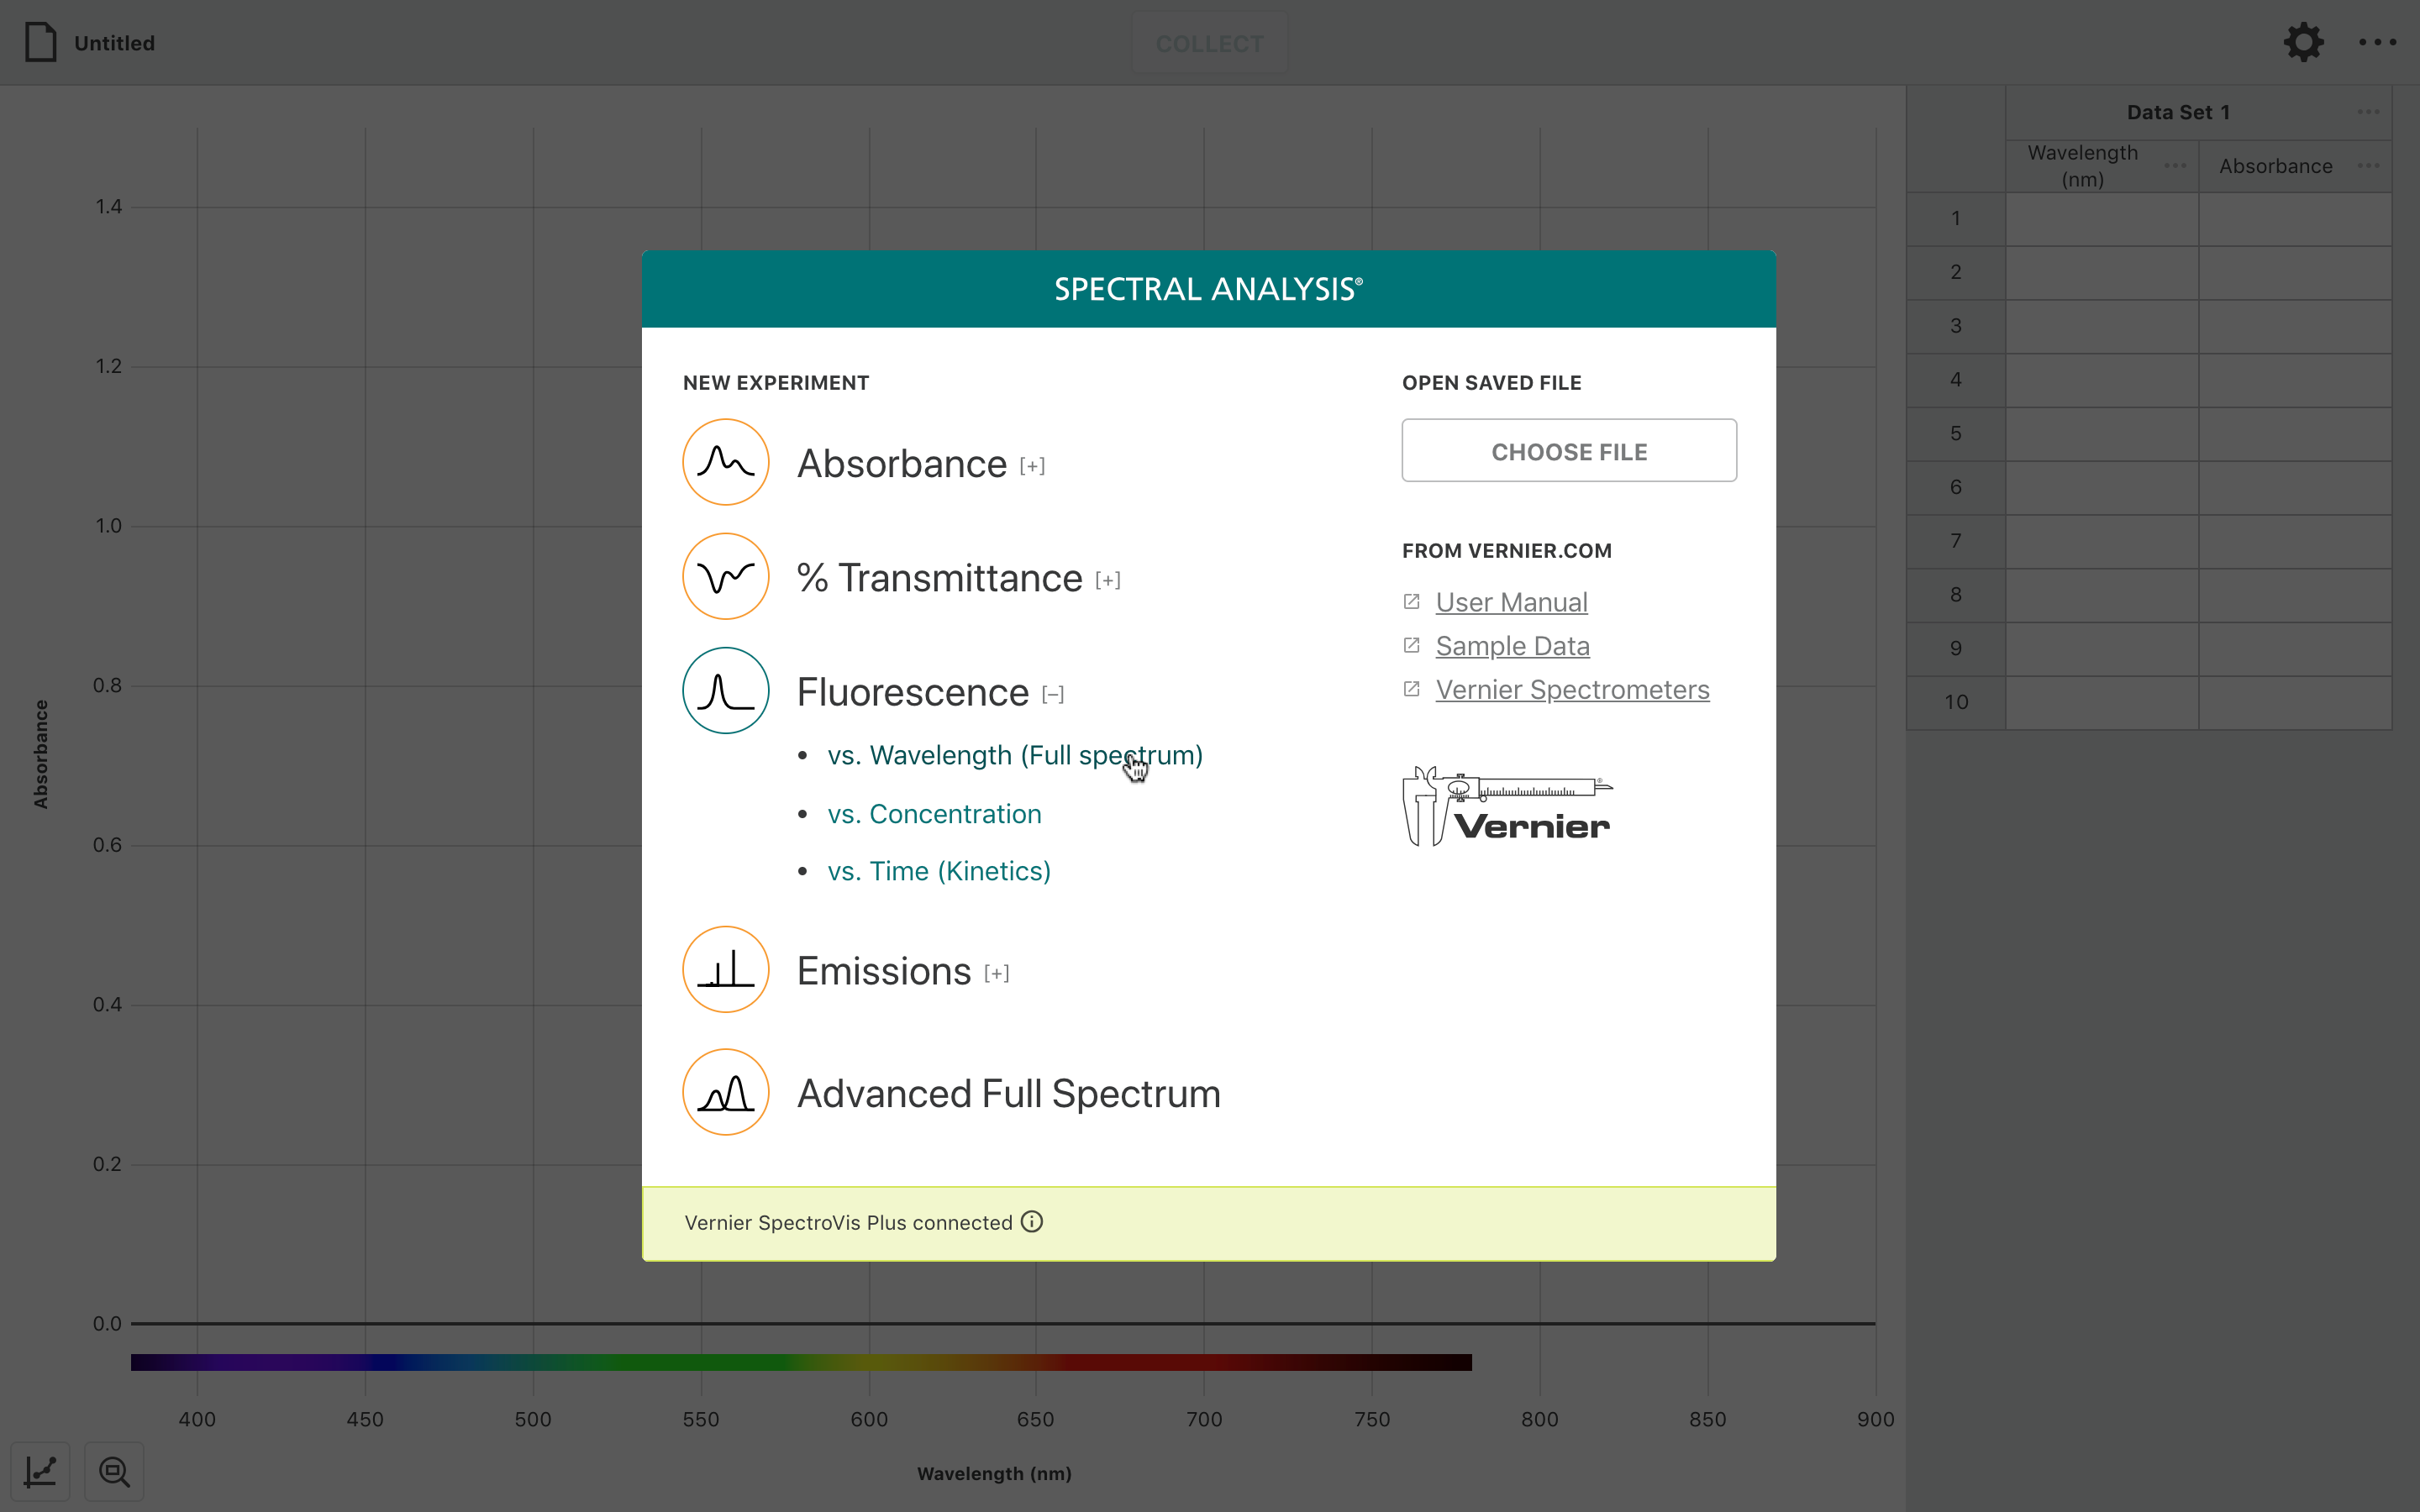 Untitled
COLLECT
Data Set 1
Wavelength
(nm)
Absorbance
1
2
3
4
5
6
7
8
9
10
1.4
1.2
1.0
0.8
0.6
0.4
0.2
0.0
Absorbance
400 450 500 550 600 650 700 750 800 850 900
Wavelength (nm)
SPECTRAL ANALYSIS®
NEW EXPERIMENT
Absorbance [+]
% Transmittance [+]
Fluorescence [–]
• vs. Wavelength (Full spectrum)
• vs. Concentration
• vs. Time (Kinetics)
Emissions [+]
Advanced Full Spectrum
OPEN SAVED FILE
CHOOSE FILE
FROM VERNIER.COM
User Manual
Sample Data
Vernier Spectrometers
Vernier®
Vernier SpectroVis Plus connected